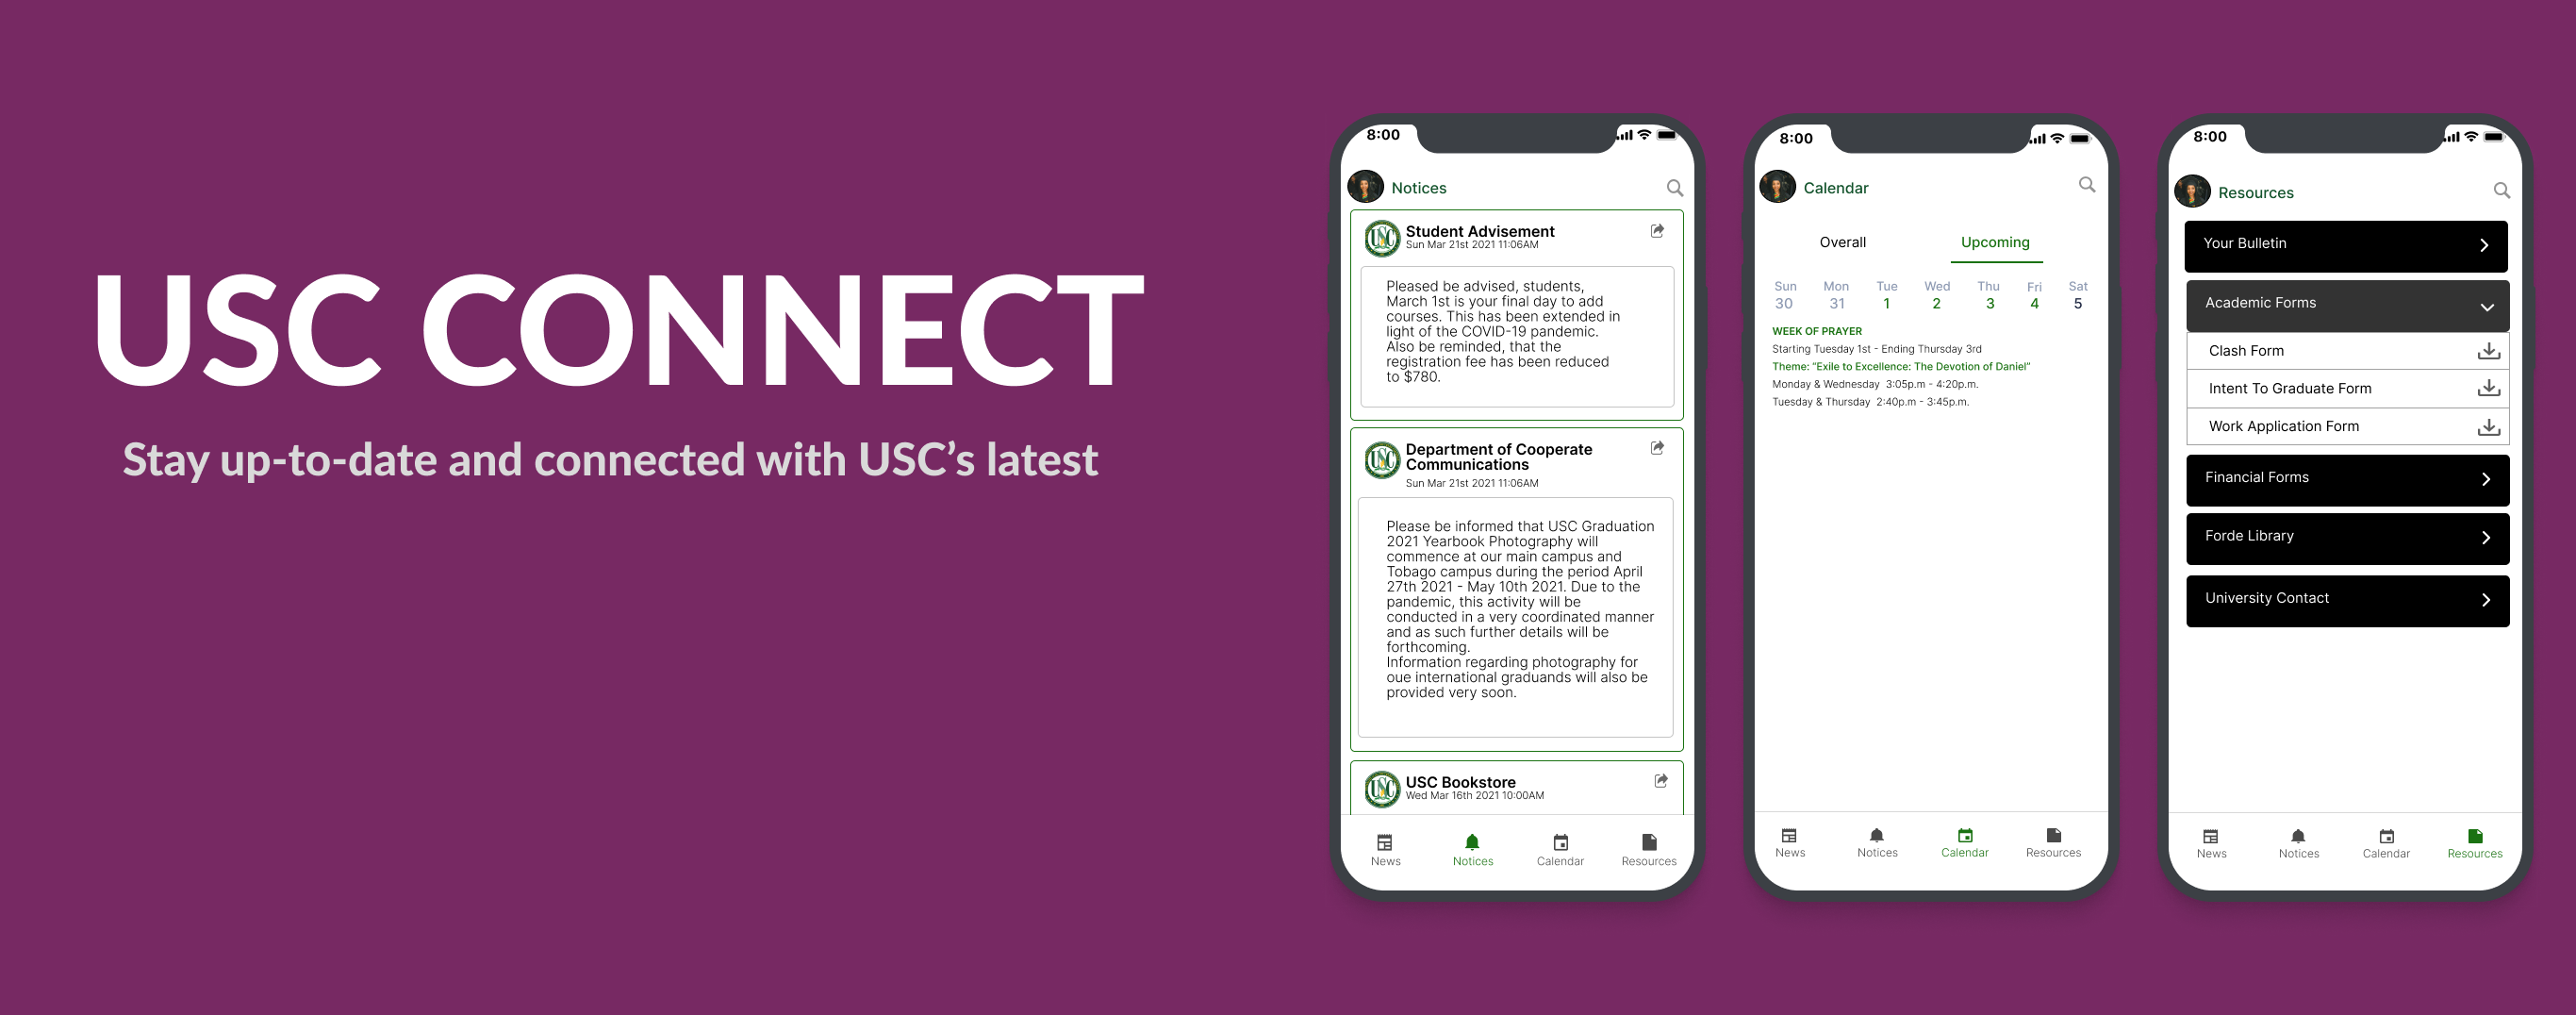 USC CONNECT
Stay up-to-date and connected with USC’s latest
8:00
Notices
USC
Student Advisement
Sun Mar 21st 2021 11:06AM
Pleased be advised, students,
March 1st is your final day to add
courses. This has been extended in
light of the COVID-19 pandemic.
Also be reminded, that the
registration fee has been reduced
to $780.
USC
Department of Cooperate
Communications
Sun Mar 21st 2021 11:06AM
Please be informed that USC Graduation
2021 Yearbook Photography will
commence at our main campus and
Tobago campus during the period April
27th 2021 - May 10th 2021. Due to the
pandemic, this activity will be
conducted in a very coordinated manner
and as such further details will be
forthcoming.
Information regarding photography for
oue international graduands will also be
provided very soon.
USC
USC Bookstore
Wed Mar 16th 2021 10:00AM
News Notices Calendar Resources
8:00
Calendar
Overall Upcoming
Sun Mon Tue Wed Thu Fri Sat
30 31 1 2 3 4 5
WEEK OF PRAYER
Starting Tuesday 1st - Ending Thursday 3rd
Theme: “Exile to Excellence: The Devotion of Daniel”
Monday & Wednesday 3:05p.m - 4:20p.m.
Tuesday & Thursday 2:40p.m - 3:45p.m.
News Notices Calendar Resources
8:00
Resources
Your Bulletin
Academic Forms
Clash Form
Intent To Graduate Form
Work Application Form
Financial Forms
Forde Library
University Contact
News Notices Calendar Resources